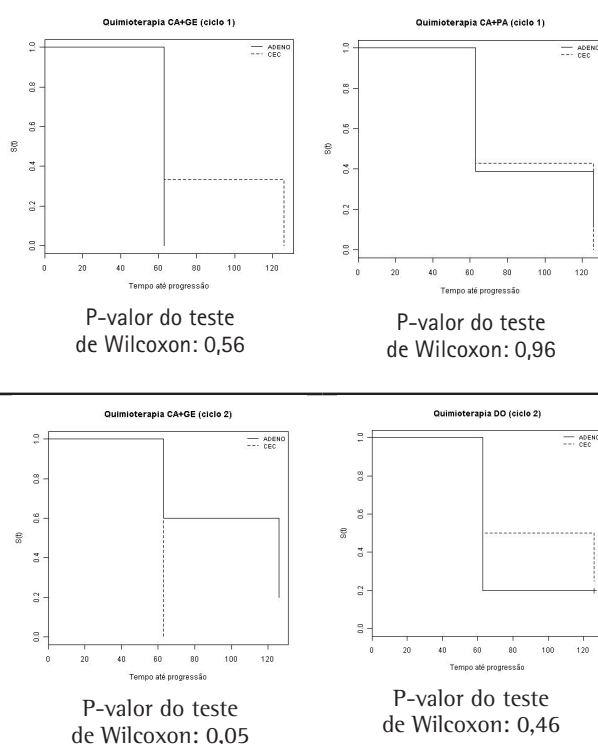 Quimioterapia CA+GE (ciclo 1)
ADENO
CEC
S(t)
1.0
0.8
0.6
0.4
0.2
0.0
0 20 40 60 80 100 120
Tempo até progressão
P-valor do teste
de Wilcoxon: 0,56
Quimioterapia CA+PA (ciclo 1)
ADENO
CEC
S(t)
1.0
0.8
0.6
0.4
0.2
0.0
0 20 40 60 80 100 120
Tempo até progressão
P-valor do teste
de Wilcoxon: 0,96
Quimioterapia CA+GE (ciclo 2)
ADENO
CEC
S(t)
1.0
0.8
0.6
0.4
0.2
0.0
0 20 40 60 80 100 120
Tempo até progressão
P-valor do teste
de Wilcoxon: 0,05
Quimioterapia DO (ciclo 2)
ADENO
CEC
S(t)
1.0
0.8
0.6
0.4
0.2
0.0
0 20 40 60 80 100 120
Tempo até progressão
P-valor do teste
de Wilcoxon: 0,46